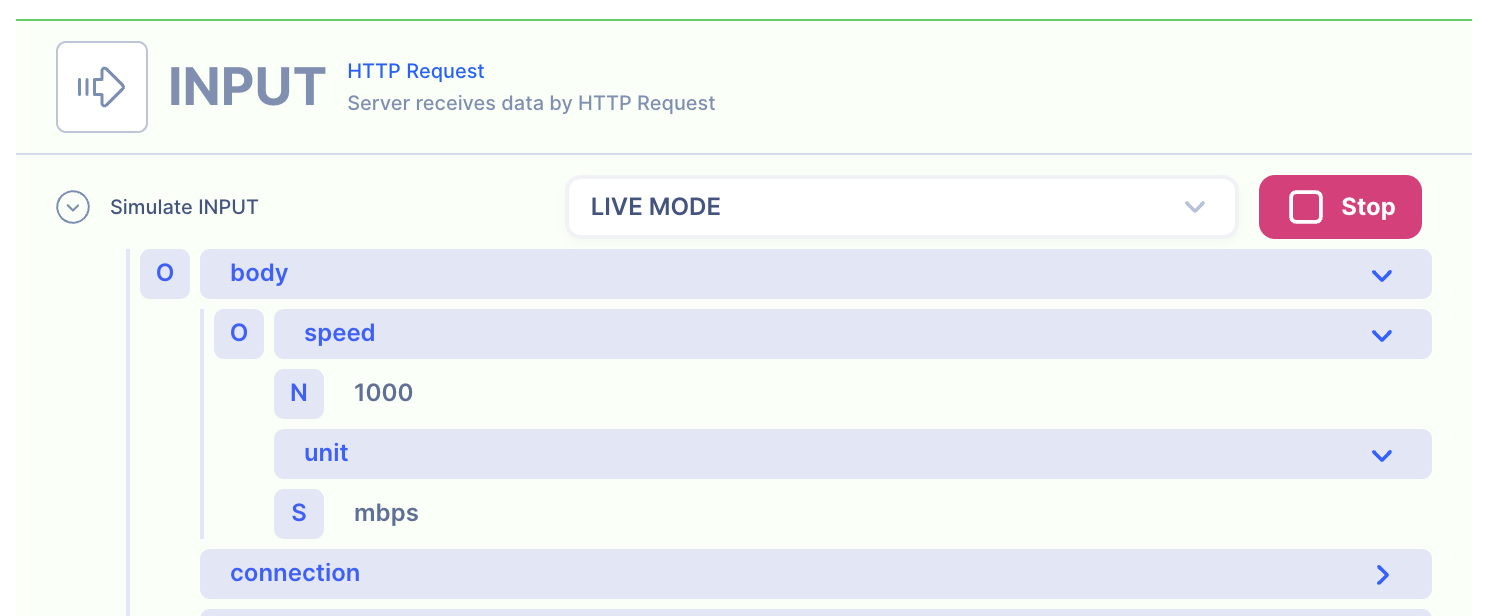 INPUT
HTTP Request
Server receives data by HTTP Request
Simulate INPUT
LIVE MODE
Stop
O body
O speed
N 1000
unit
S mbps
connection